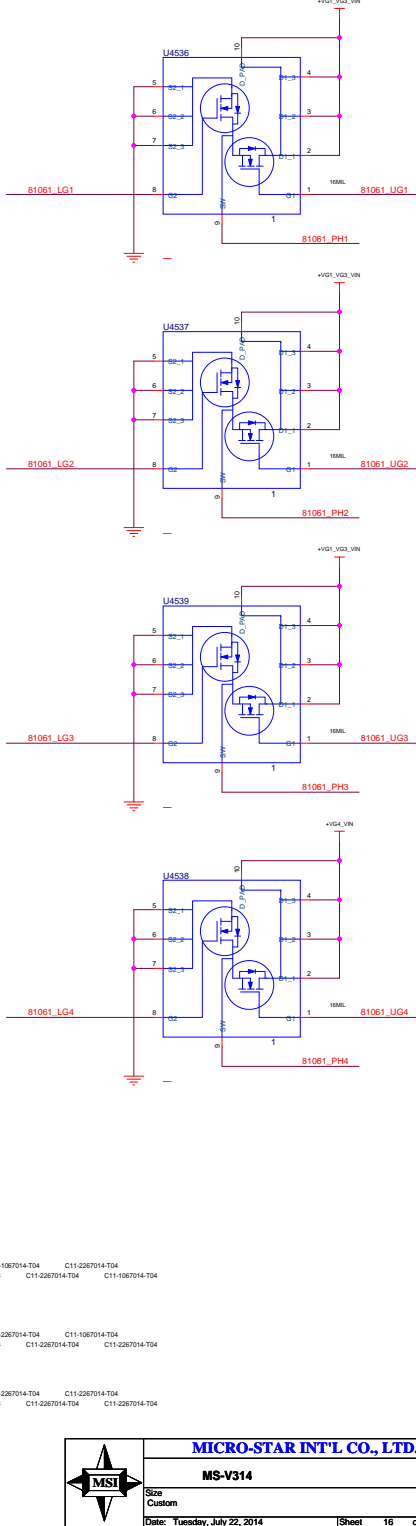 +VG1_VG3_VIN
U4536
10
D_PAD
5 S2_1 D1_3 4
6 S2_2 D1_2 3
7 S2_3 D1_1 2
16MIL
81061_LG1 8 G2 G1 1 81061_UG1
SW
9 1
81061_PH1
+VG1_VG3_VIN
U4537
10
D_PAD
5 S2_1 D1_3 4
6 S2_2 D1_2 3
7 S2_3 D1_1 2
16MIL
81061_LG2 8 G2 G1 1 81061_UG2
SW
9 1
81061_PH2
+VG1_VG3_VIN
U4539
10
D_PAD
5 S2_1 D1_3 4
6 S2_2 D1_2 3
7 S2_3 D1_1 2
16MIL
81061_LG3 8 G2 G1 1 81061_UG3
SW
9 1
81061_PH3
+VG4_VIN
U4538
10
D_PAD
5 S2_1 D1_3 4
6 S2_2 D1_2 3
7 S2_3 D1_1 2
16MIL
81061_LG4 8 G2 G1 1 81061_UG4
SW
9 1
81061_PH4
-1067014-T04 C11-2267014-T04
C11-2267014-T04 C11-1067014-T04
-2267014-T04 C11-1067014-T04
C11-2267014-T04 C11-2267014-T04
-2267014-T04 C11-2267014-T04
C11-2267014-T04 C11-2267014-T04
MSI
MICRO-STAR INT'L CO., LTD.
MS-V314
Size
Custom
Date: Tuesday, July 22, 2014 Sheet 16